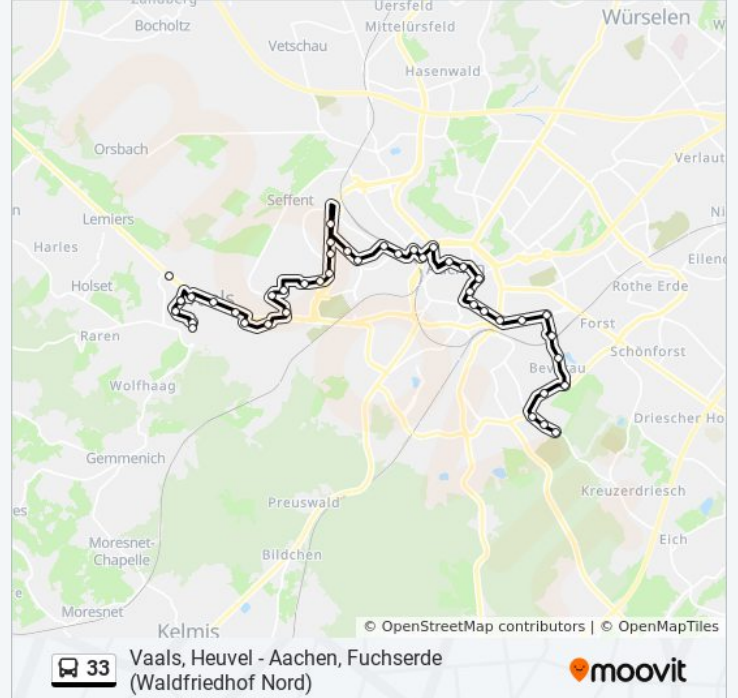 Uersfeld
Mittelürsfeld
Würselen
Bocholtz
Vetschau
Hasenwald
Orsbach
Verlaut
Seffent
Lemiers
Harles
Holset
Rothe Erde
Raren
Forst
Schönforst
Wolfhaag
Driescher Ho
Gemmenich
Kreuzerdriesch
Preuswald
Eich
Moresnet-
Chapelle
Bildchen
Moresnet
Kelmis
© OpenStreetMap contributors | © OpenMapTiles
33
Vaals, Heuvel - Aachen, Fuchserde
(Waldfriedhof Nord)
moovit